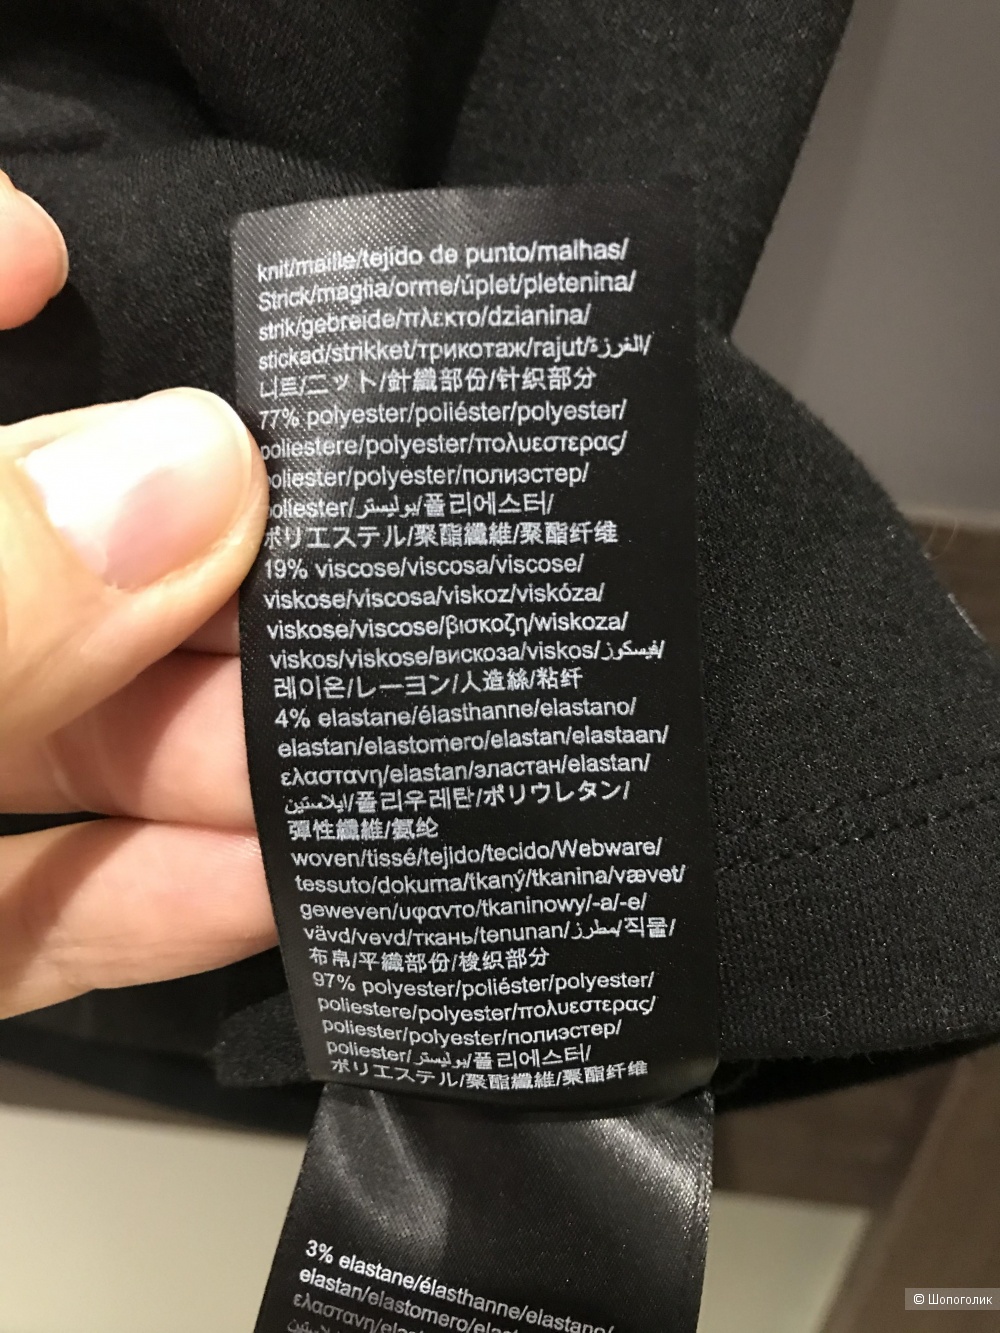 knit/maille/tejido de punto/malhas/
Strick/maglia/orme/úplet/pletenina/
strik/gebreide/πλεκτο/dzianina/
stickad/strikket/трикотаж/rajut/الغرزة/
니트/ニット/針織部份/针织部分
77% polyester/poliéster/polyester/
poliestere/polyester/πολυεστερας/
poliester/polyester/полиэстер/
poliester/بوليستر/폴리에스터/
ポリエステル/聚酯纖維/聚酯纤维
19% viscose/viscosa/viscose/
viskose/viscosa/viskoz/viskóza/
viskose/viscose/βισκοζη/wiskoza/
viskos/viskose/вискоза/viskos/فيسكوز/
레이온/レーヨン/人造絲/粘纤
4% elastane/élasthanne/elastano/
elastan/elastomero/elastan/elastaan/
ελαστανη/elastan/эластан/elastan/
ايلاستين/폴리우레탄/ポリウレタン/
彈性纖維/氨纶
woven/tissé/tejido/tecido/Webware/
tessuto/dokuma/tkaný/tkanina/vævet/
geweven/υφαντο/tkaninowy/-a/-e/
vävd/vevd/ткань/tenunan/مطرز/직물/
布帛/平織部份/梭织部分
97% polyester/poliéster/polyester/
poliestere/polyester/πολυεστερας/
poliester/polyester/полиэстер/
poliester/بوليستر/폴리에스터/
ポリエステル/聚酯纖維/聚酯纤维
3% elastane/élasthanne/elastano/
elastan/elastomero/elastan/
ελαστανη/
© Шопоголик